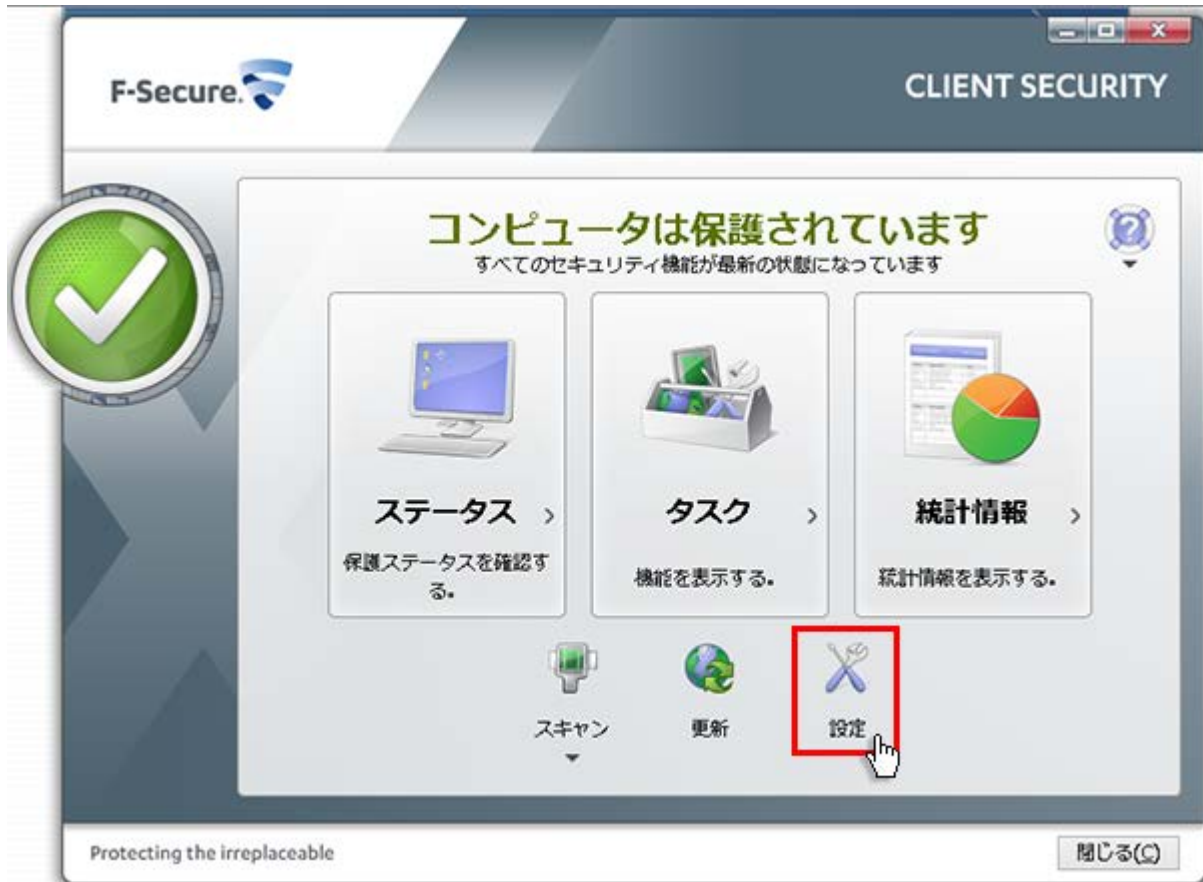 F-Secure.
CLIENT SECURITY
コンピュータは保護されています
すべてのセキュリティ機能が最新の状態になっています
ステータス
保護ステータスを確認す
る。
タスク
機能を表示する。
統計情報
統計情報を表示する。
スキャン
更新
設定
Protecting the irreplaceable
閉じる(C)